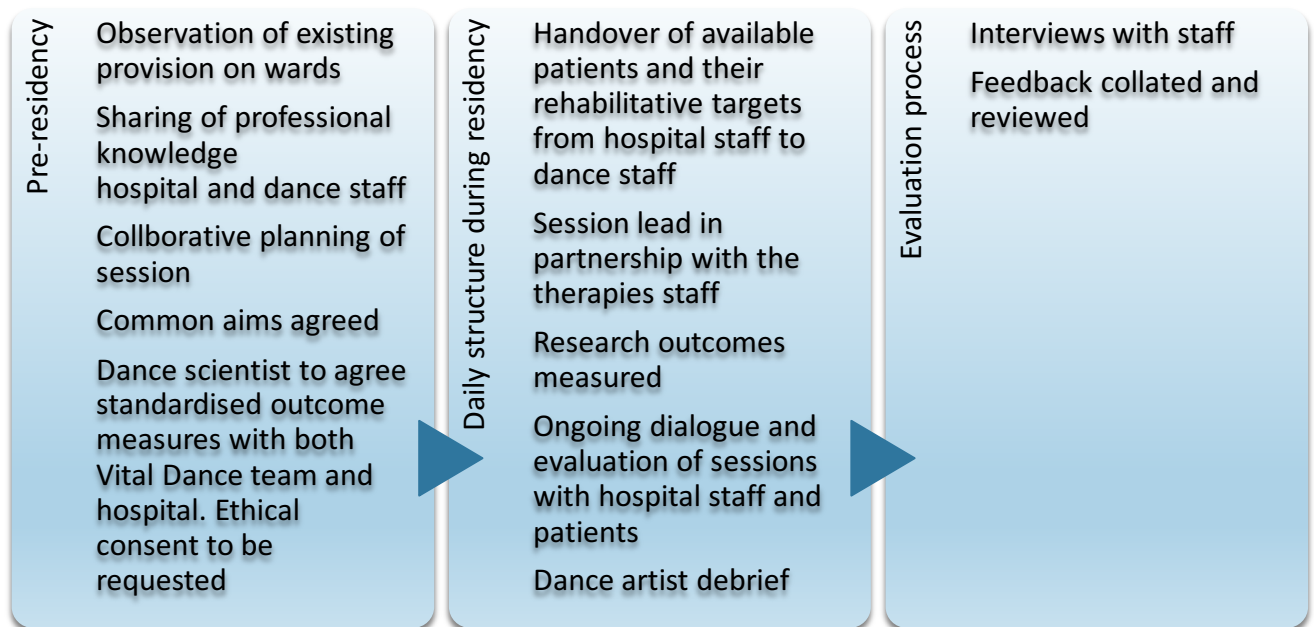 Pre-residency
Observation of existing
provision on wards
Sharing of professional
knowledge
hospital and dance staff
Collborative planning of
session
Common aims agreed
Dance scientist to agree
standardised outcome
measures with both
Vital Dance team and
hospital. Ethical
consent to be
requested
Daily structure during residency
Handover of available
patients and their
rehabilitative targets
from hospital staff to
dance staff
Session lead in
partnership with the
therapies staff
Research outcomes
measured
Ongoing dialogue and
evaluation of sessions
with hospital staff and
patients
Dance artist debrief
Evaluation process
Interviews with staff
Feedback collated and
reviewed